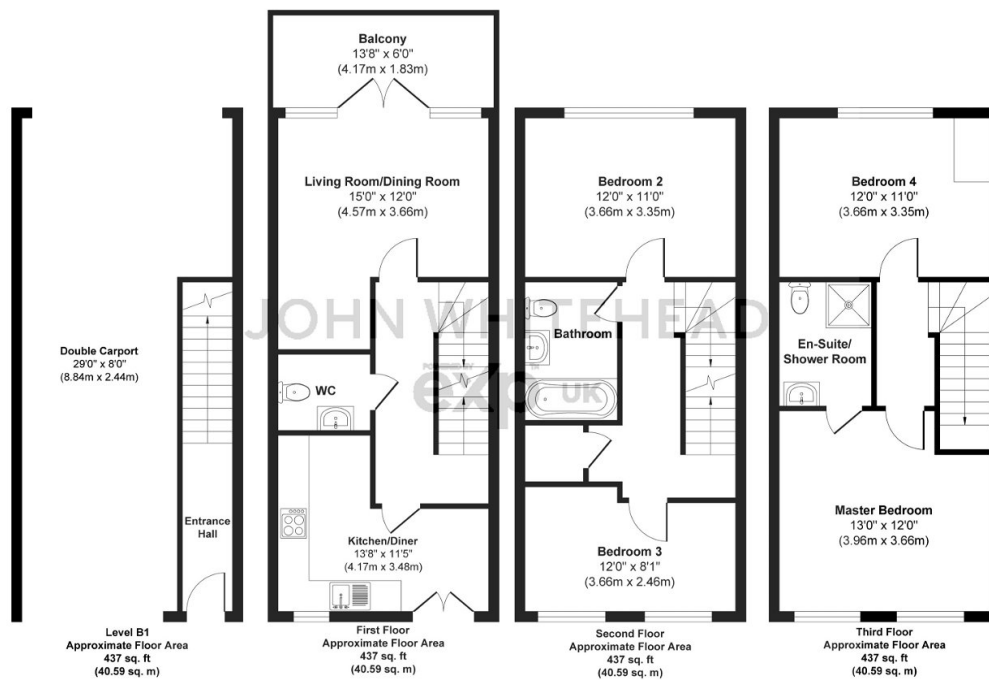 Balcony
13'8" x 6'0"
(4.17m x 1.83m)
Living Room/Dining Room
15'0" x 12'0"
(4.57m x 3.66m)
Bedroom 2
12'0" x 11'0"
(3.66m x 3.35m)
Bedroom 4
12'0" x 11'0"
(3.66m x 3.35m)
JOHN WHITEHEAD
exp UK
Double Carport
29'0" x 8'0"
(8.84m x 2.44m)
WC
Bathroom
En-Suite/
Shower Room
Entrance
Hall
Kitchen/Diner
13'8" x 11'5"
(4.17m x 3.48m)
Bedroom 3
12'0" x 8'1"
(3.66m x 2.46m)
Master Bedroom
13'0" x 12'0"
(3.96m x 3.66m)
Level B1
Approximate Floor Area
437 sq. ft
(40.59 sq. m)
First Floor
Approximate Floor Area
437 sq. ft
(40.59 sq. m)
Second Floor
Approximate Floor Area
437 sq. ft
(40.59 sq. m)
Third Floor
Approximate Floor Area
437 sq. ft
(40.59 sq. m)